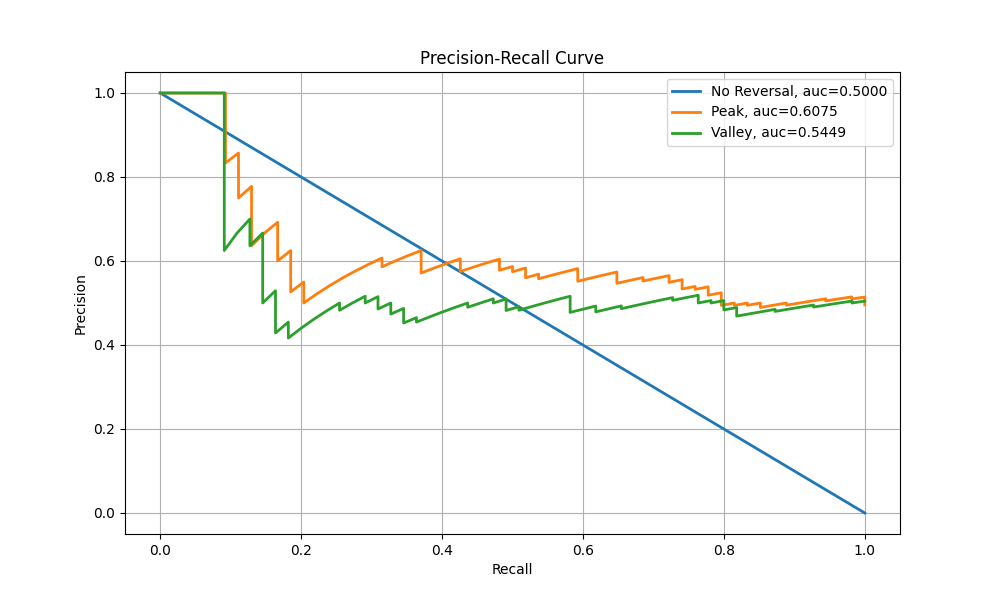 Precision-Recall Curve
No Reversal, auc=0.5000
Peak, auc=0.6075
Valley, auc=0.5449
Precision
1.0
0.8
0.6
0.4
0.2
0.0
0.0 0.2 0.4 0.6 0.8 1.0
Recall